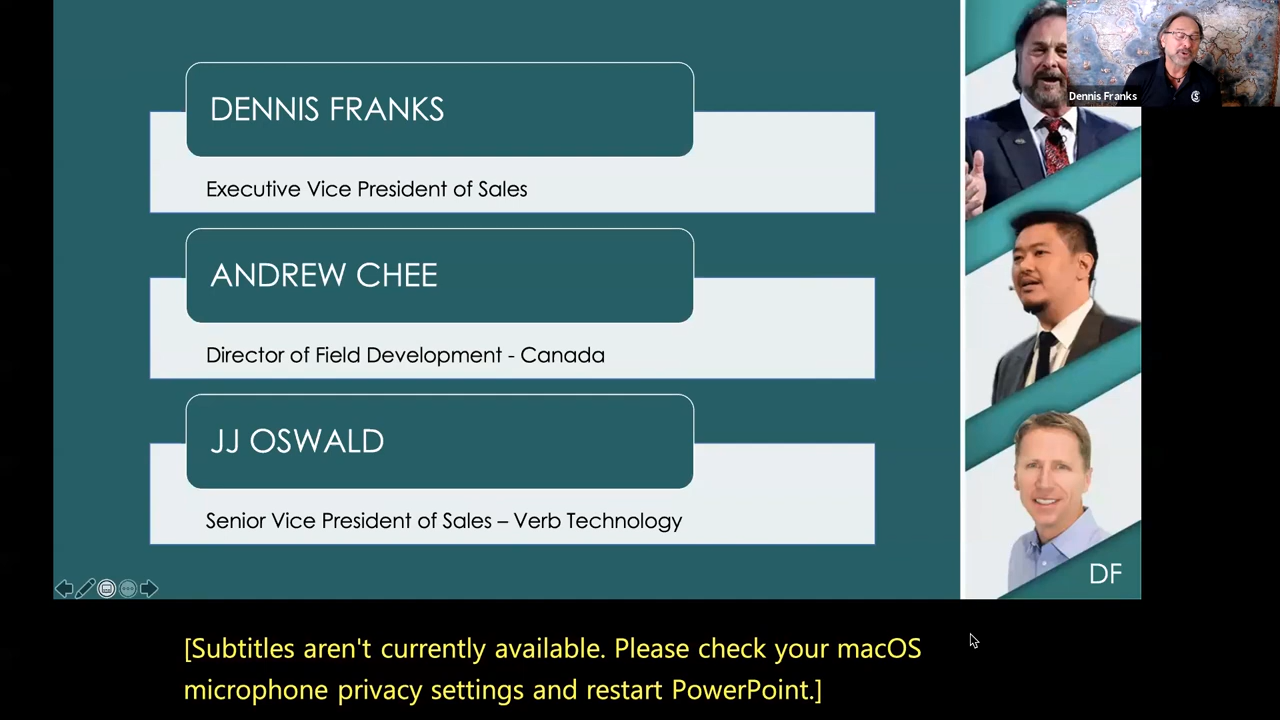 DENNIS FRANKS
Executive Vice President of Sales
ANDREW CHEE
Director of Field Development - Canada
JJ OSWALD
Senior Vice President of Sales – Verb Technology
Dennis Franks
DF
[Subtitles aren't currently available. Please check your macOS
microphone privacy settings and restart PowerPoint.]